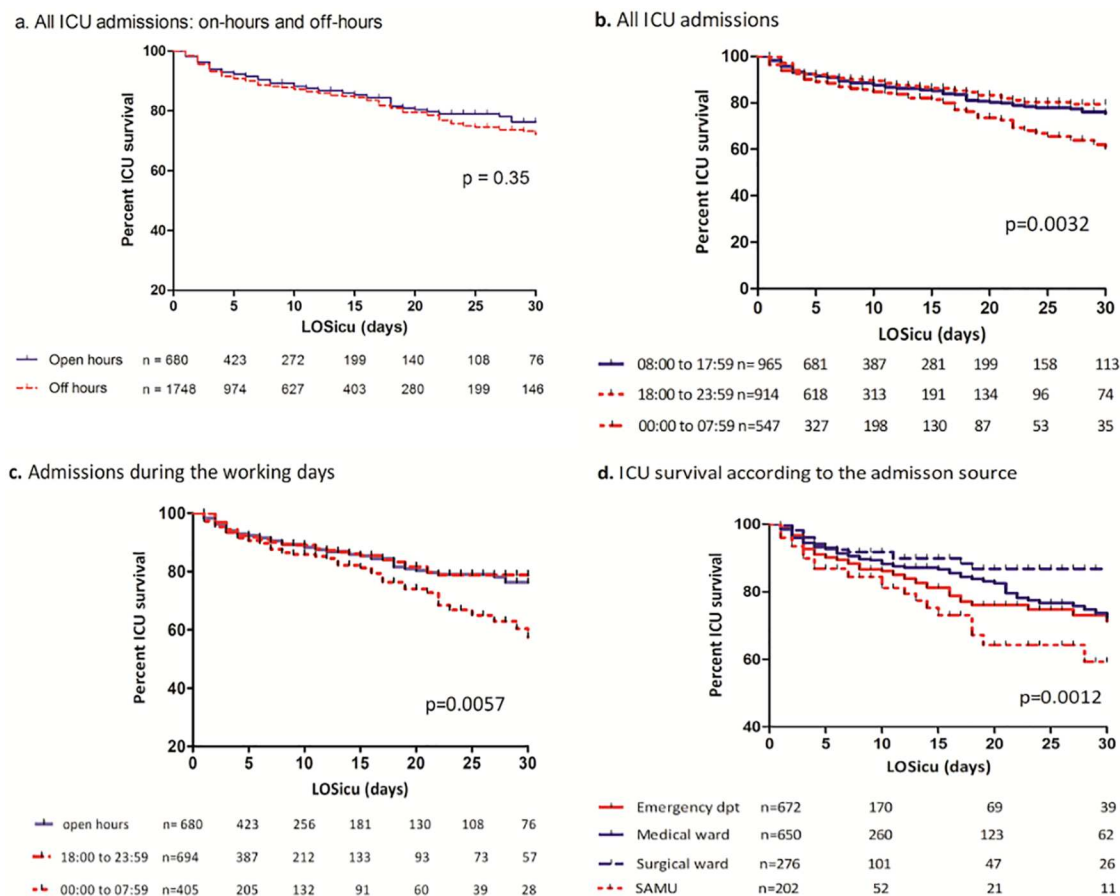 a. All ICU admissions: on-hours and off-hours
100
80
60
40
20
0 5 10 15 20 25 30
Percent ICU survival
p = 0.35
LOSicu (days)
Open hours n = 680 423 272 199 140 108 76
Off hours n = 1748 974 627 403 280 199 146
b. All ICU admissions
100
80
60
40
20
0
0 5 10 15 20 25 30
Percent ICU survival
p=0.0032
LOSicu (days)
08:00 to 17:59 n= 965 681 387 281 199 158 113
18:00 to 23:59 n=914 618 313 191 134 96 74
00:00 to 07:59 n=547 327 198 130 87 53 35
c. Admissions during the working days
100
80
60
40
20
0 5 10 15 20 25 30
Percent ICU survival
p=0.0057
LOSicu (days)
open hours n= 680 423 256 181 130 108 76
18:00 to 23:59 n=694 387 212 133 93 73 57
00:00 to 07:59 n=405 205 132 91 60 39 28
d. ICU survival according to the admisson source
100
80
60
40
0 5 10 15 20 25 30
Percent ICU survival
p=0.0012
LOSicu (days)
Emergency dpt n=672 170 69 39
Medical ward n=650 260 123 62
Surgical ward n=276 101 47 26
SAMU n=202 52 21 11